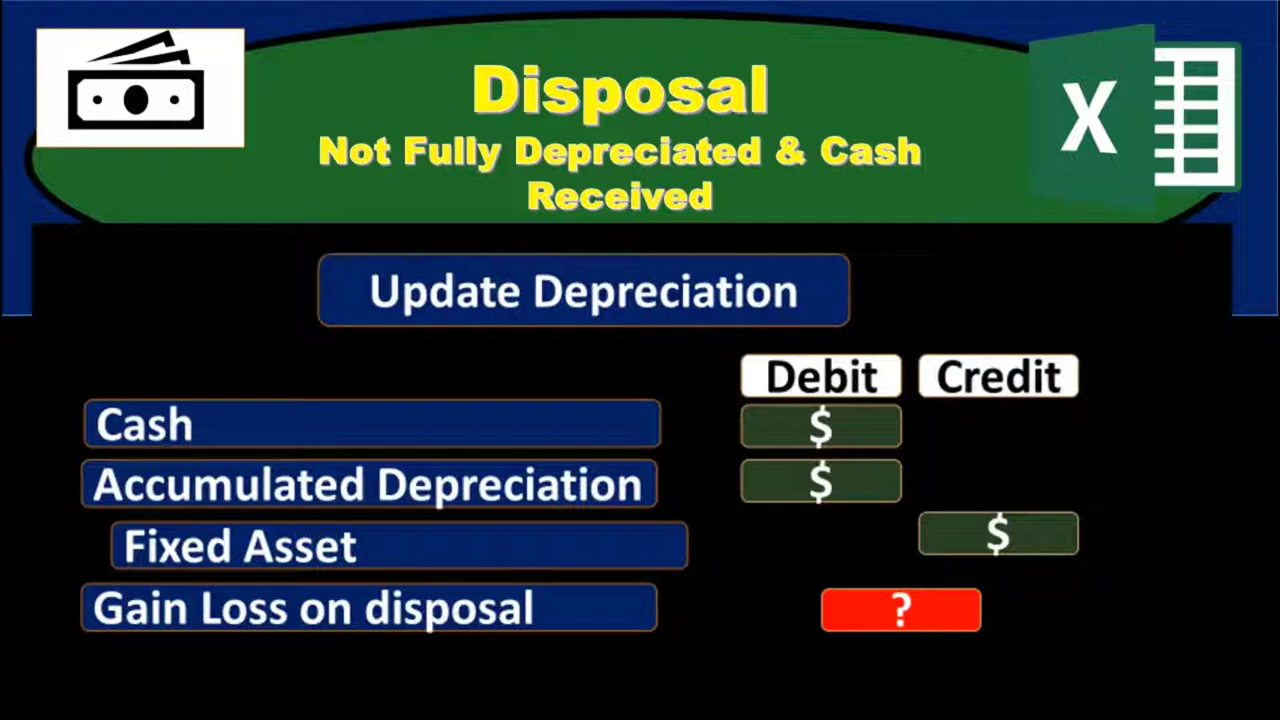 Disposal
Not Fully Depreciated & Cash
Received
X
Update Depreciation
Debit Credit
Cash $
Accumulated Depreciation $
Fixed Asset $
Gain Loss on disposal ?